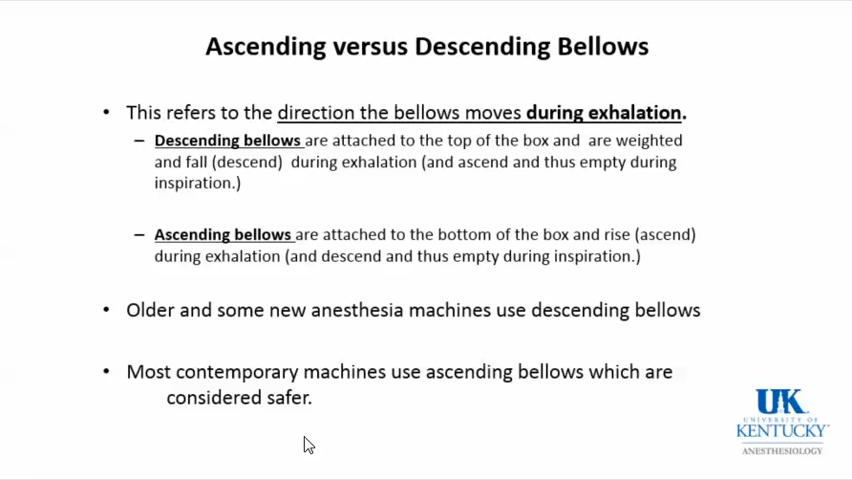 Ascending versus Descending Bellows
• This refers to the direction the bellows moves during exhalation.
– Descending bellows are attached to the top of the box and are weighted
and fall (descend) during exhalation (and ascend and thus empty during
inspiration.)
– Ascending bellows are attached to the bottom of the box and rise (ascend)
during exhalation (and descend and thus empty during inspiration.)
• Older and some new anesthesia machines use descending bellows
• Most contemporary machines use ascending bellows which are
considered safer.
UK
UNIVERSITY OF
KENTUCKY
ANESTHESIOLOGY